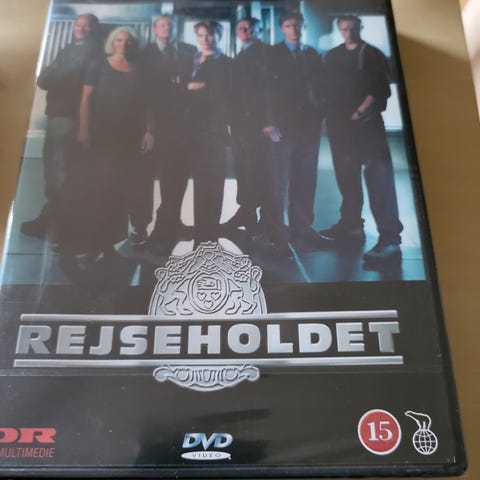 REJSEHOLDET
DR
MULTIMEDIE
DVD
VIDEO
15